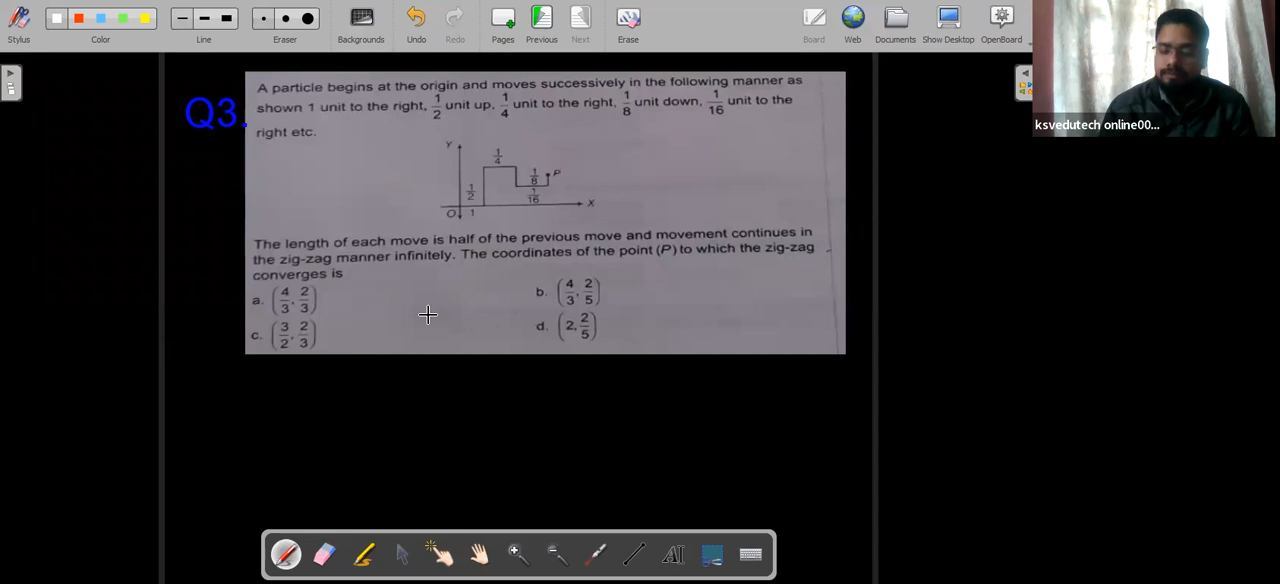 Stylus
Color
Line
Eraser
Backgrounds
Undo
Redo
Pages
Previous
Next
Erase
Board
Web
Documents
Show Desktop
OpenBoard
ksvedutech online00...
Q3.
A particle begins at the origin and moves successively in the following manner as
shown 1 unit to the right, 1/2 unit up, 1/4 unit to the right, 1/8 unit down, 1/16 unit to the
right etc.
Y
1/4
1/2
1/8
P
1/16
O
1
X
The length of each move is half of the previous move and movement continues in
the zig-zag manner infinitely. The coordinates of the point (P) to which the zig-zag
converges is
a. (4/3, 2/3)
b. (4/3, 2/5)
c. (3/2, 2/3)
d. (2, 2/5)
AI